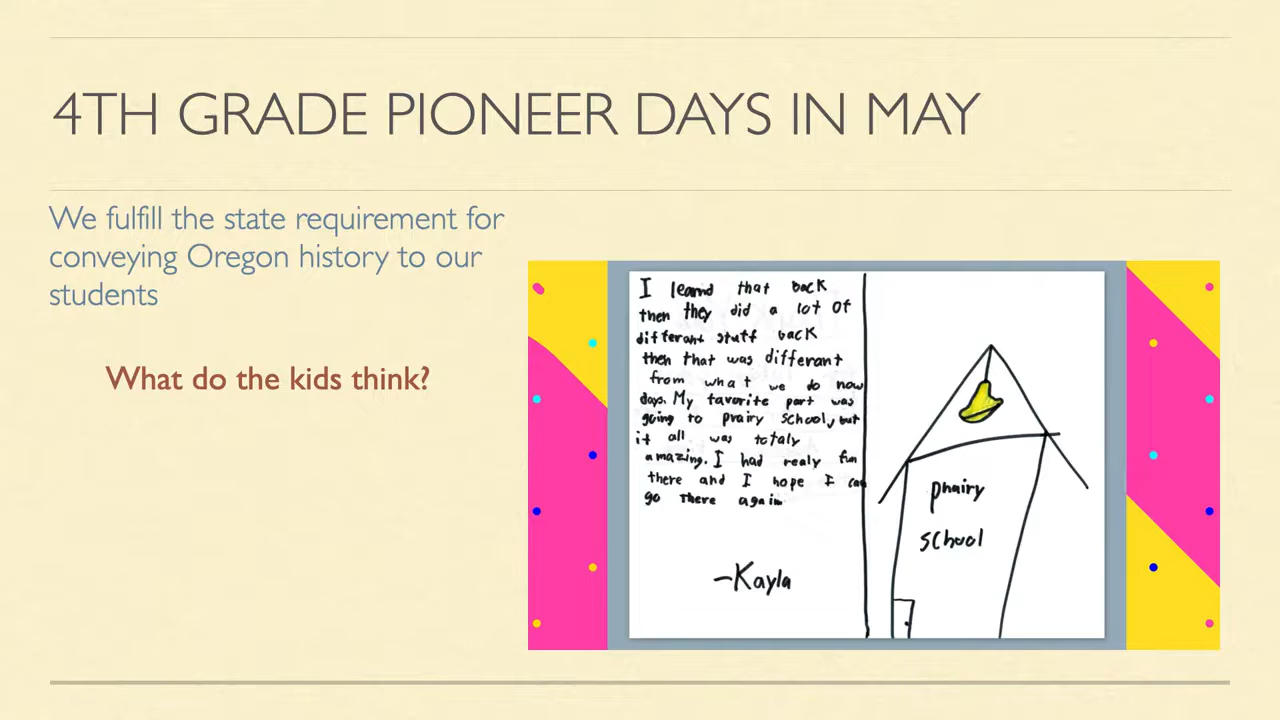 4TH GRADE PIONEER DAYS IN MAY
We fulfill the state requirement for
conveying Oregon history to our
students
What do the kids think?
I learnd that back
then they did a lot of
differant stuff back
then that was differant
from what we do now
days. My favorite part was
going to prairy school, but
it all was totaly
amazing. I had realy fun
there and I hope I can
go there again.
-Kayla
phairy
school